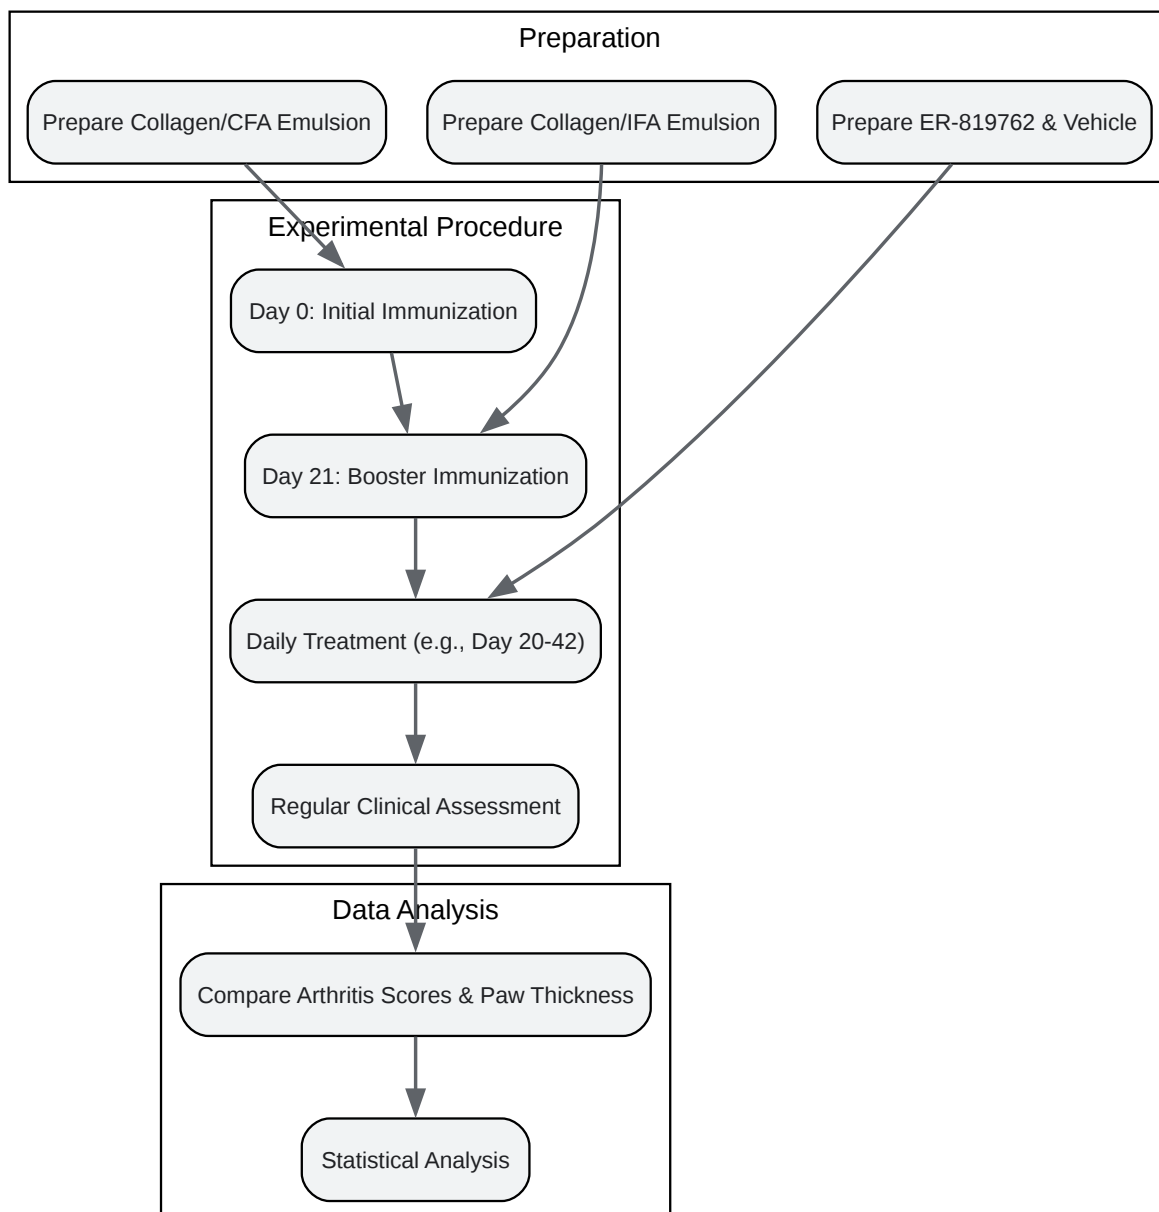 Preparation
Prepare Collagen/CFA Emulsion
Prepare Collagen/IFA Emulsion
Prepare ER-819762 & Vehicle
Experimental Procedure
Day 0: Initial Immunization
Day 21: Booster Immunization
Daily Treatment (e.g., Day 20-42)
Regular Clinical Assessment
Data Analysis
Compare Arthritis Scores & Paw Thickness
Statistical Analysis